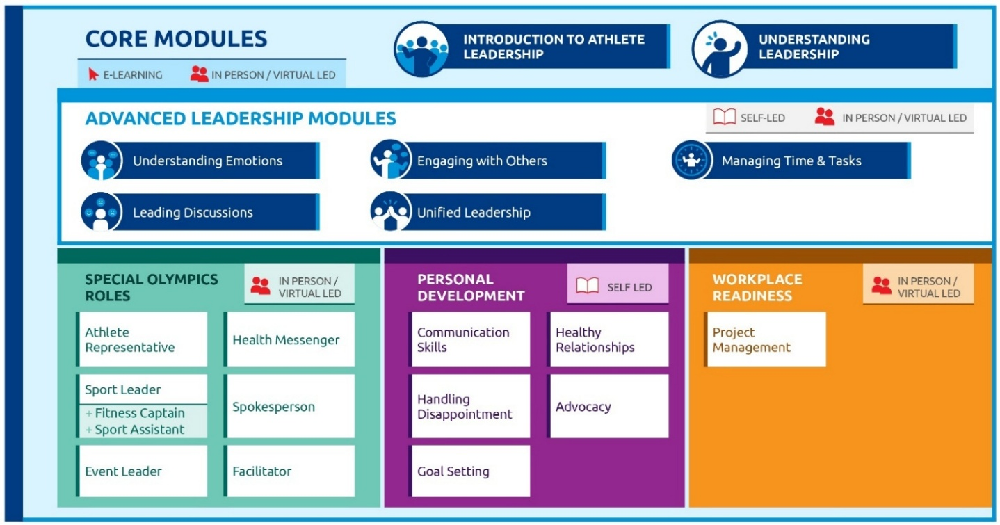 CORE MODULES
E-LEARNING
IN PERSON / VIRTUAL LED
INTRODUCTION TO ATHLETE
LEADERSHIP
UNDERSTANDING
LEADERSHIP
ADVANCED LEADERSHIP MODULES
SELF-LED
IN PERSON / VIRTUAL LED
Understanding Emotions
Engaging with Others
Managing Time & Tasks
Leading Discussions
Unified Leadership
SPECIAL OLYMPICS
ROLES
IN PERSON /
VIRTUAL LED
Athlete
Representative
Health Messenger
Sport Leader
+ Fitness Captain
+ Sport Assistant
Spokesperson
Event Leader
Facilitator
PERSONAL
DEVELOPMENT
SELF LED
Communication
Skills
Healthy
Relationships
Handling
Disappointment
Advocacy
Goal Setting
WORKPLACE
READINESS
IN PERSON /
VIRTUAL LED
Project
Management